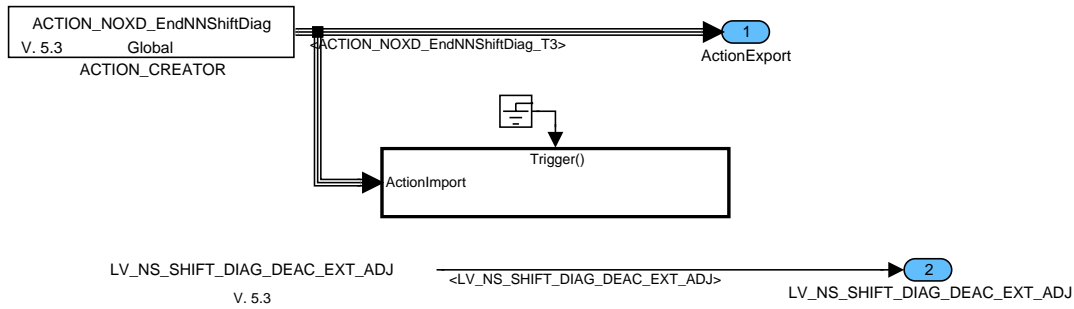 ACTION_NOXD_EndNNShiftDiag
V. 5.3 Global
ACTION_CREATOR
<ACTION_NOXD_EndNNShiftDiag_T3>
1
ActionExport
Trigger()
ActionImport
LV_NS_SHIFT_DIAG_DEAC_EXT_ADJ
V. 5.3
<LV_NS_SHIFT_DIAG_DEAC_EXT_ADJ>
2
LV_NS_SHIFT_DIAG_DEAC_EXT_ADJ